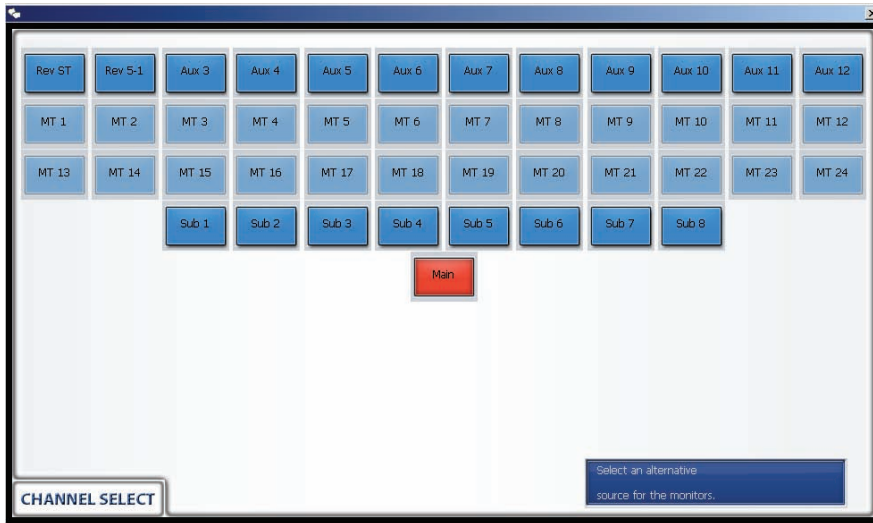 Rev ST Rev 5-1 Aux 3 Aux 4 Aux 5 Aux 6 Aux 7 Aux 8 Aux 9 Aux 10 Aux 11 Aux 12
MT 1 MT 2 MT 3 MT 4 MT 5 MT 6 MT 7 MT 8 MT 9 MT 10 MT 11 MT 12
MT 13 MT 14 MT 15 MT 16 MT 17 MT 18 MT 19 MT 20 MT 21 MT 22 MT 23 MT 24
Sub 1 Sub 2 Sub 3 Sub 4 Sub 5 Sub 6 Sub 7 Sub 8
Main
Select an alternative
source for the monitors.
CHANNEL SELECT